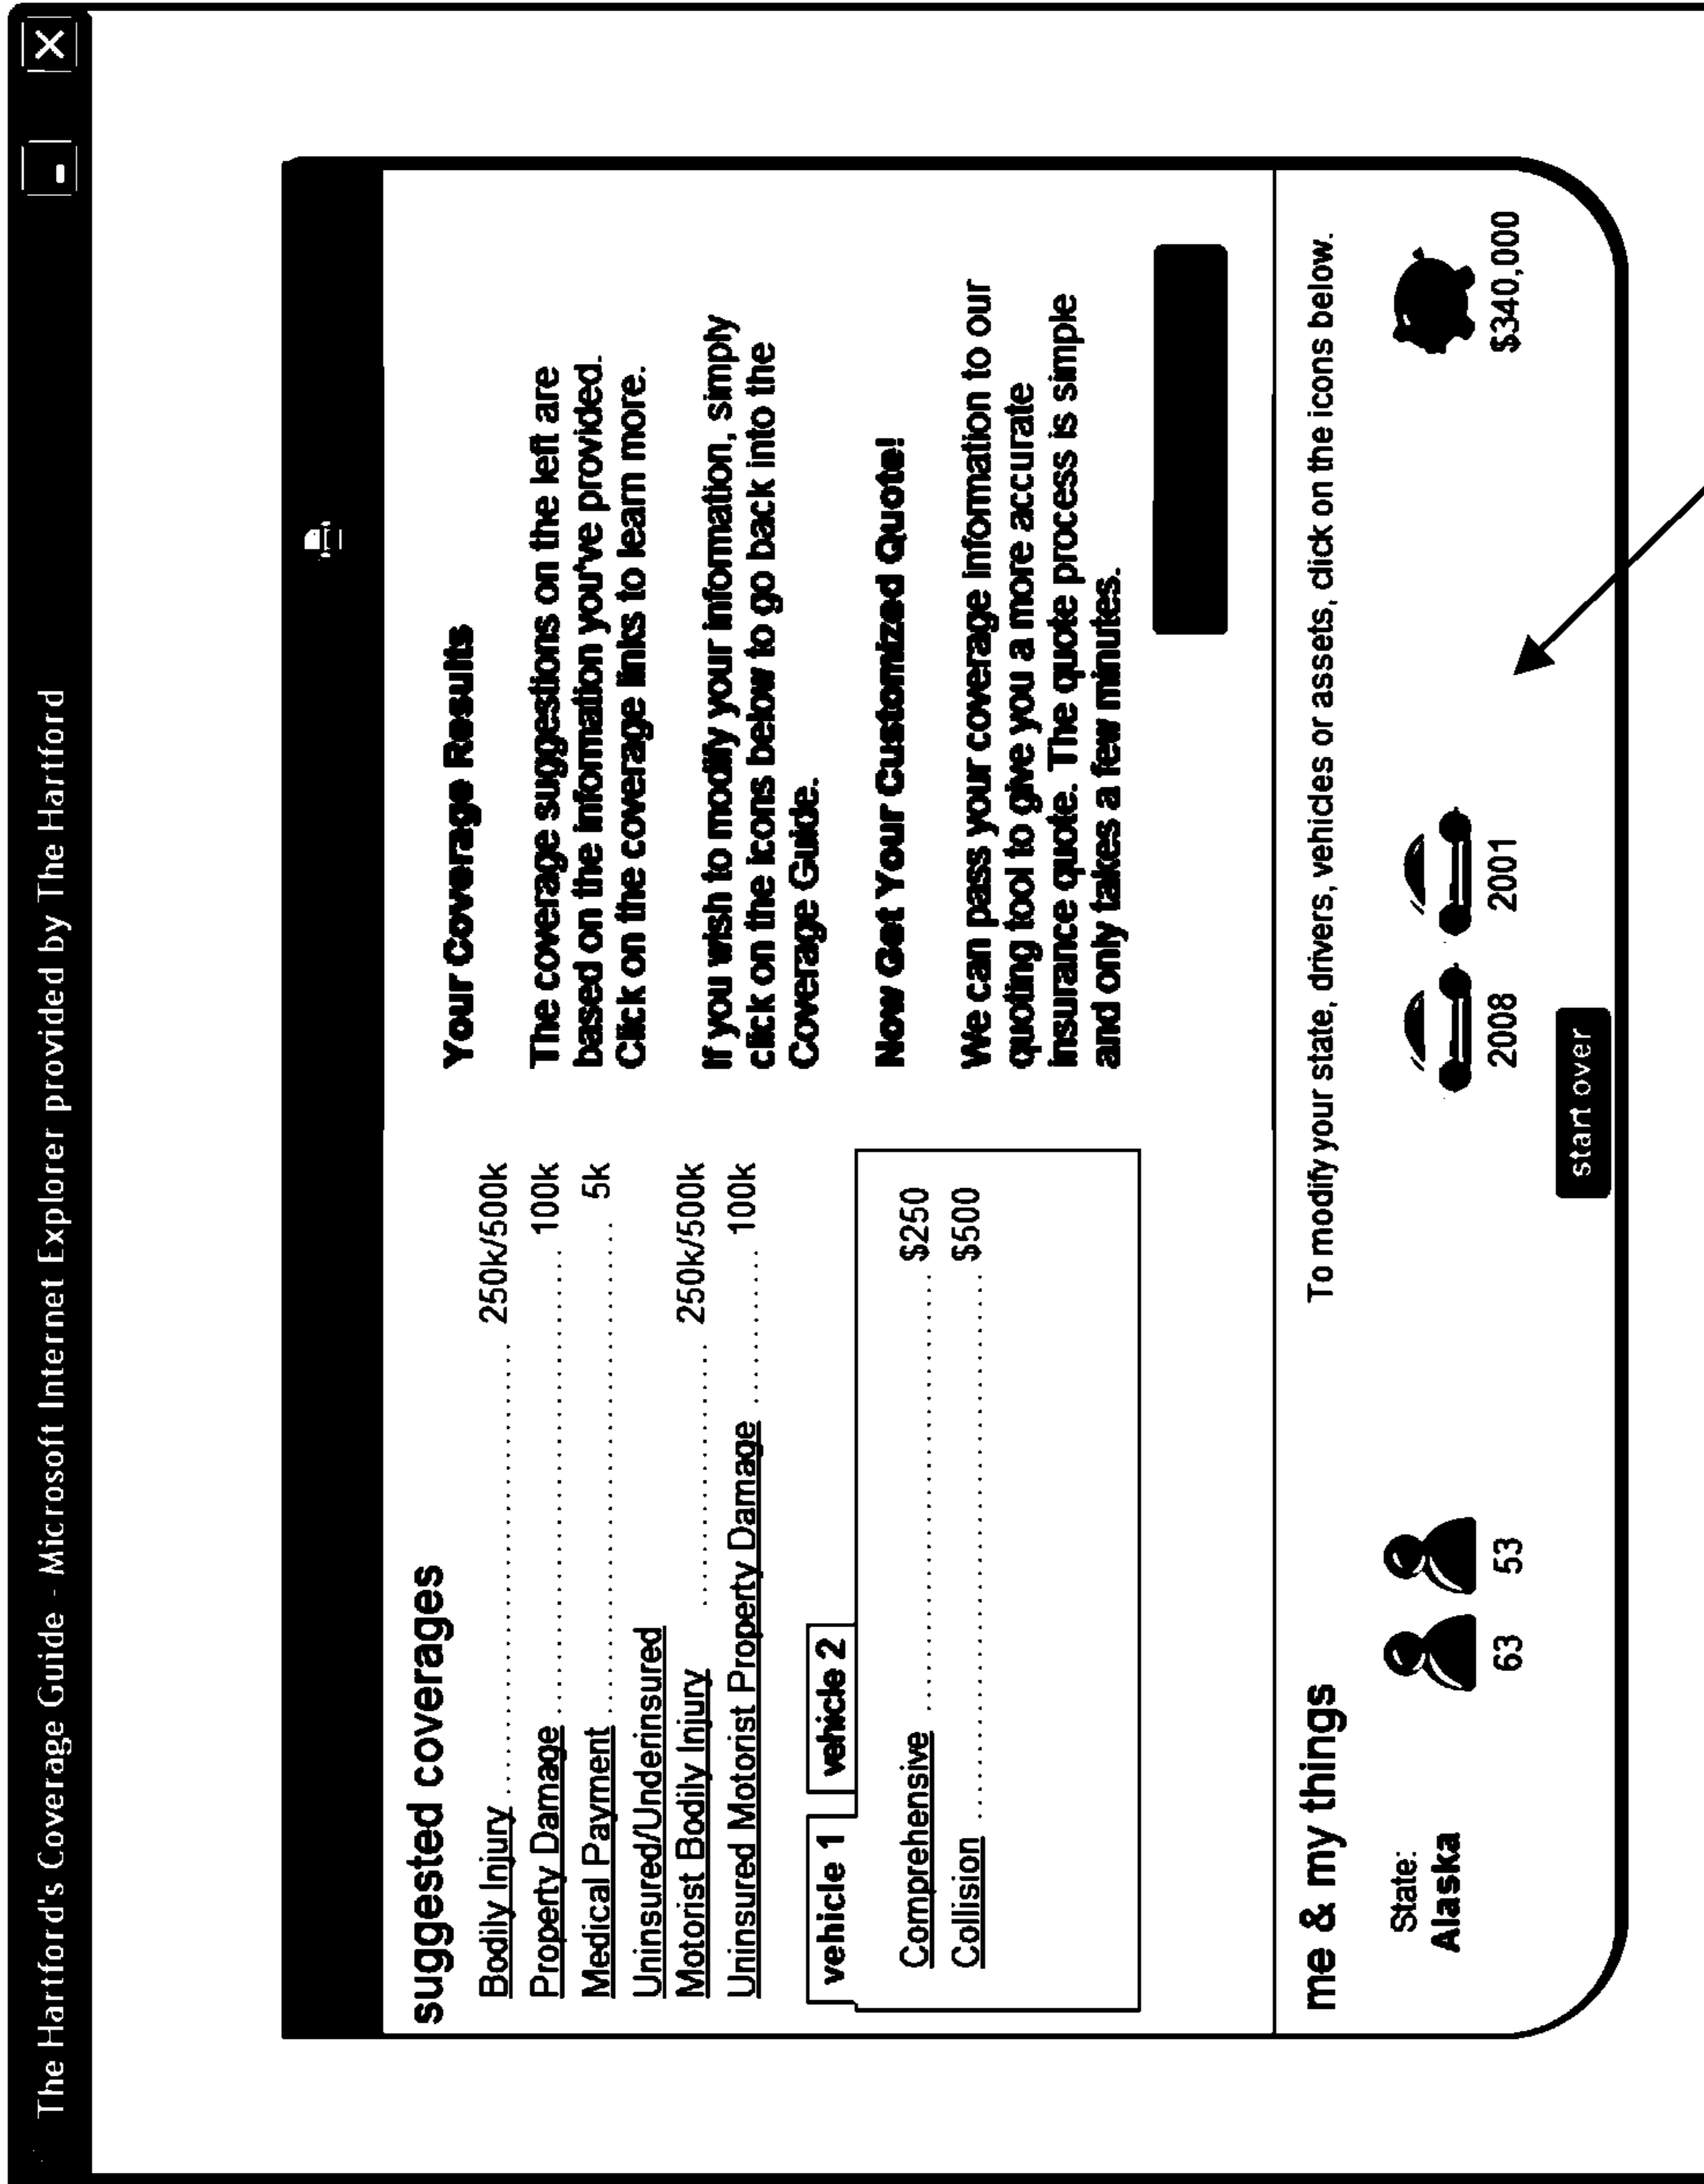 The Hartford's Coverage Guide - Microsoft Internet Explorer provided by The Hartford
suggested coverages
Bodily Injury 250k/500k
Property Damage 100k
Medical Payment 5k
Uninsured/Underinsured
Motorist Bodily Injury 250k/500k
Uninsured Motorist Property Damage 100k
vehicle 1 vehicle 2
Comprehensive $250
Collision $500
Your Coverage Results
The coverage suggestions on the left are
based on the information you've provided.
Click on the coverage links to learn more.
If you wish to modify your information, simply
click on the icons below to go back into the
Coverage Guide.
Now Get Your Customized Quote!
We can pass your coverage information to our
quoting tool to give you a more accurate
insurance quote. The quote process is simple
and only takes a few minutes.
me & my things
To modify your state, drivers, vehicles or assets, click on the icons below.
State:
Alaska
63 53 2008 2001 $340,000
start over